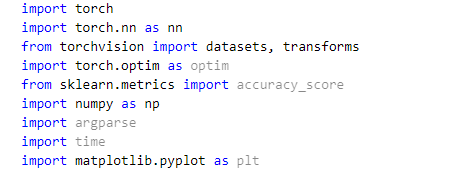 import torch
import torch.nn as nn
from torchvision import datasets, transforms
import torch.optim as optim
from sklearn.metrics import accuracy_score
import numpy as np
import argparse
import time
import matplotlib.pyplot as plt